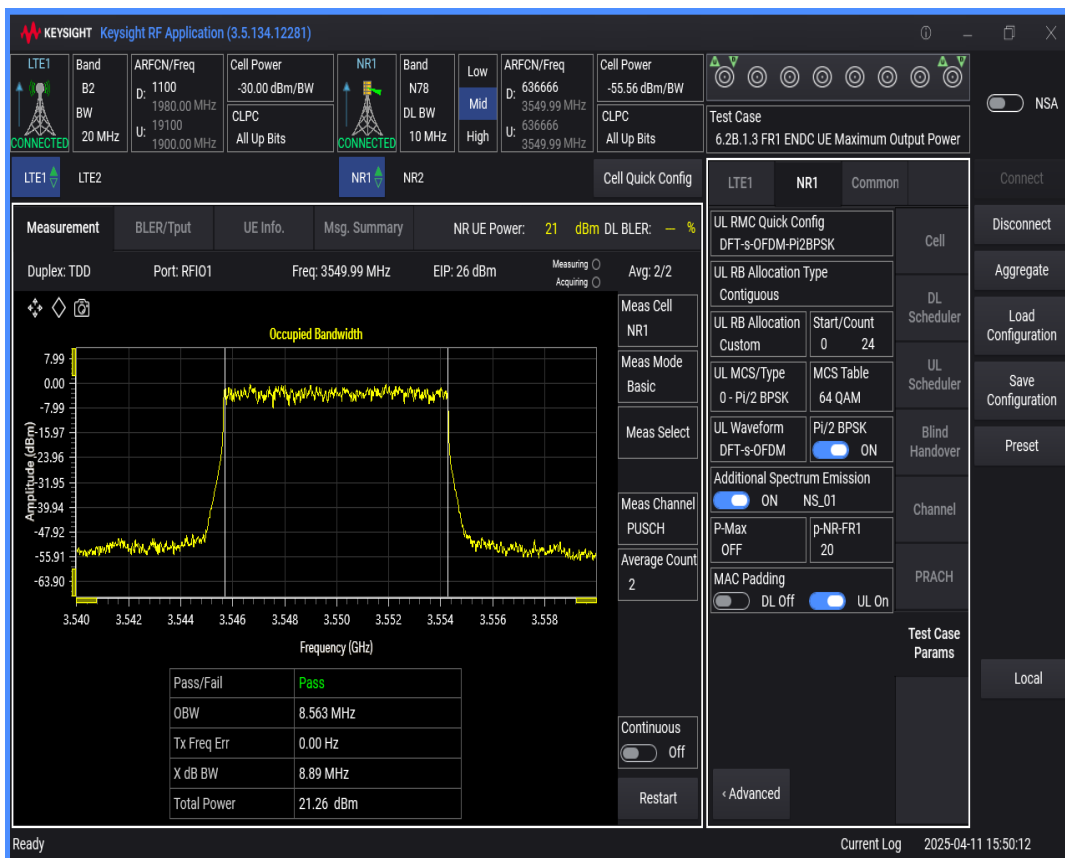 KEYSIGHT Keysight RF Application (3.5.134.12281)
LTE1
CONNECTED
Band
B2
BW
20 MHz
ARFCN/Freq
D: 1100
1980.00 MHz
U: 19100
1900.00 MHz
Cell Power
-30.00 dBm/BW
CLPC
All Up Bits
NR1
CONNECTED
Band
N78
DL BW
10 MHz
Low
Mid
High
ARFCN/Freq
D: 636666
3549.99 MHz
U: 636666
3549.99 MHz
Cell Power
-55.56 dBm/BW
CLPC
All Up Bits
Test Case
6.2B.1.3 FR1 ENDC UE Maximum Output Power
NSA
LTE1 LTE2 NR1 NR2 Cell Quick Config
Measurement BLER/Tput UE Info. Msg. Summary NR UE Power: 21 dBm DL BLER: — %
Duplex: TDD Port: RFIO1 Freq: 3549.99 MHz EIP: 26 dBm Measuring Acquiring Avg: 2/2
Occupied Bandwidth
Amplitude (dBm)
7.99
0.00
-7.99
-15.97
-23.96
-31.95
-39.94
-47.92
-55.91
-63.90
3.540 3.542 3.544 3.546 3.548 3.550 3.552 3.554 3.556 3.558
Frequency (GHz)
Pass/Fail Pass
OBW 8.563 MHz
Tx Freq Err 0.00 Hz
X dB BW 8.89 MHz
Total Power 21.26 dBm
Meas Cell
NR1
Meas Mode
Basic
Meas Select
Meas Channel
PUSCH
Average Count
2
Continuous
Off
Restart
LTE1 NR1 Common
UL RMC Quick Config
DFT-s-OFDM-Pi2BPSK
UL RB Allocation Type
Contiguous
UL RB Allocation
Custom
Start/Count
0 24
UL MCS/Type
0 - Pi/2 BPSK
MCS Table
64 QAM
UL Waveform
DFT-s-OFDM
Pi/2 BPSK
ON
Additional Spectrum Emission
ON NS_01
P-Max
OFF
p-NR-FR1
20
MAC Padding
DL Off UL On
‹ Advanced
Cell
DL
Scheduler
UL
Scheduler
Blind
Handover
Channel
PRACH
Test Case
Params
Connect
Disconnect
Aggregate
Load
Configuration
Save
Configuration
Preset
Local
Ready
Current Log 2025-04-11 15:50:12